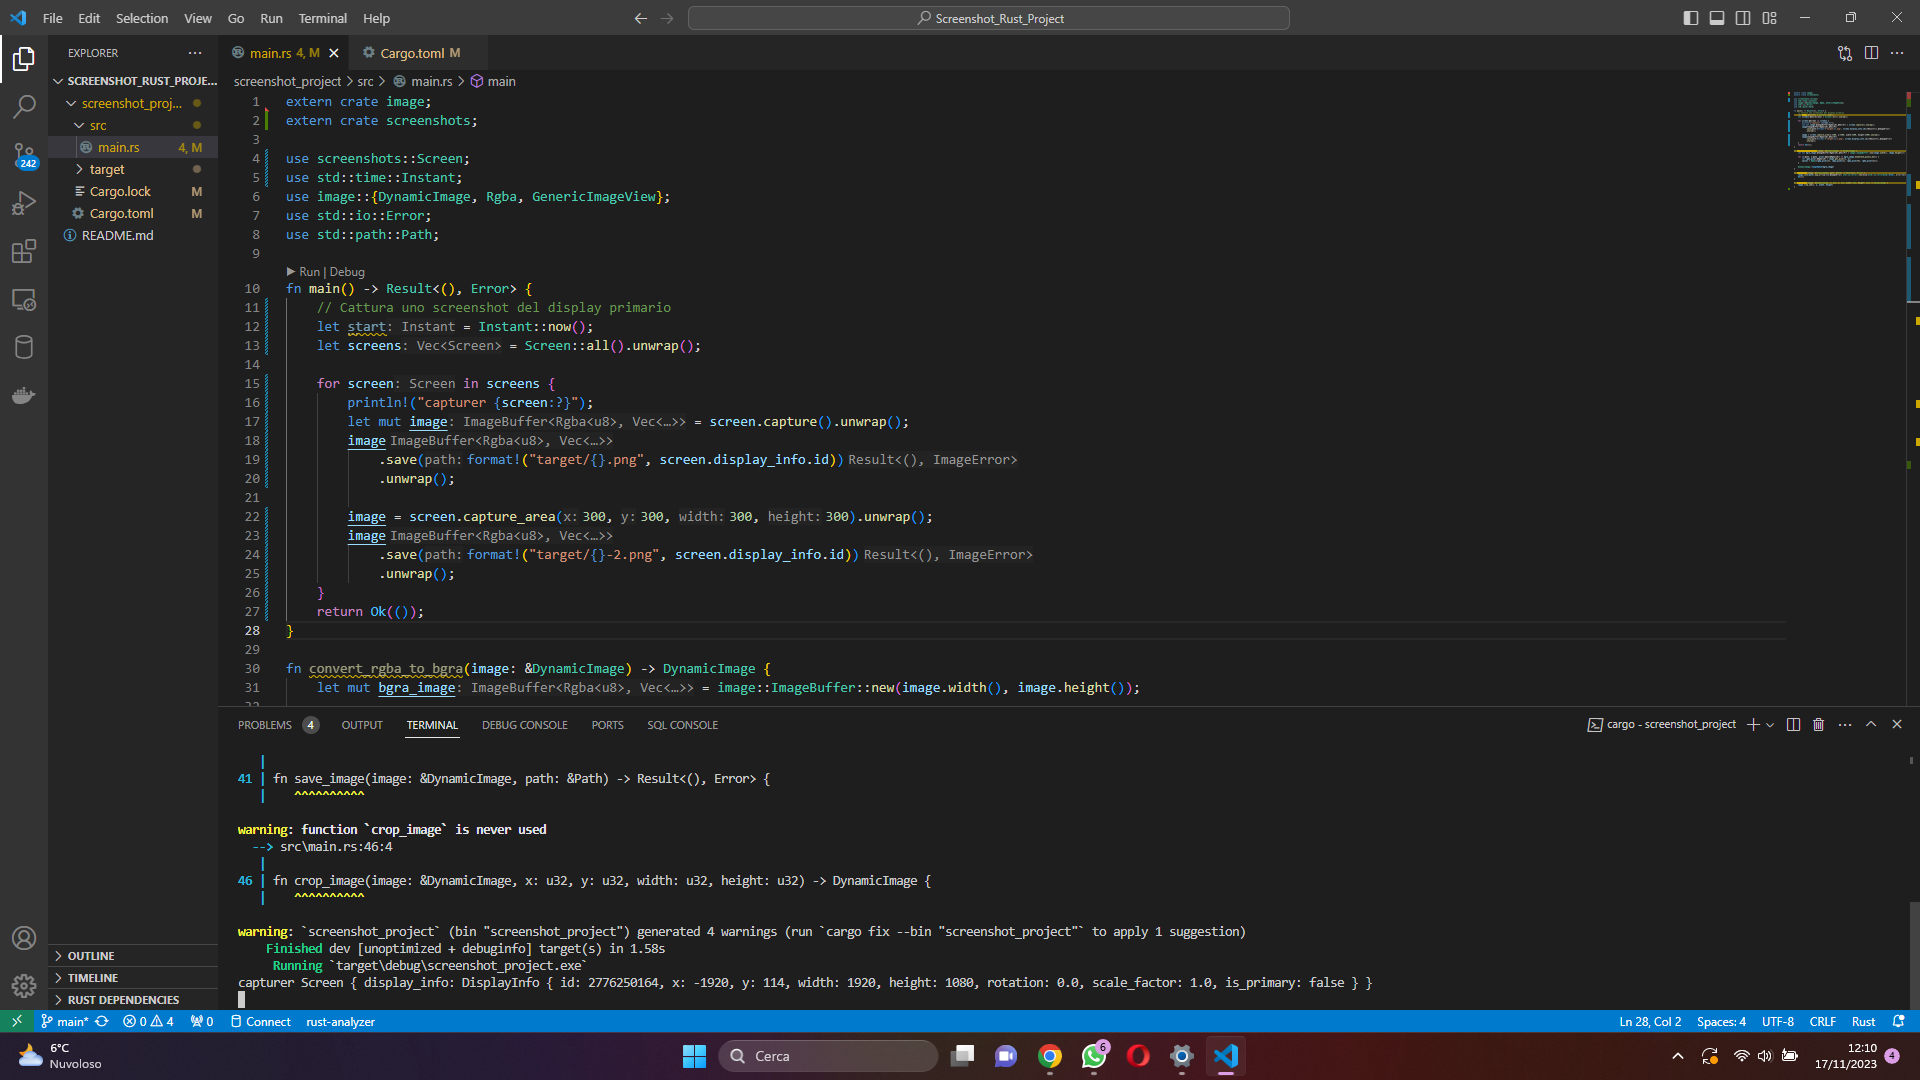 File Edit Selection View Go Run Terminal Help
Screenshot_Rust_Project
EXPLORER
SCREENSHOT_RUST_PROJE...
screenshot_proj...
src
main.rs 4, M
target
Cargo.lock M
Cargo.toml M
README.md
OUTLINE
TIMELINE
RUST DEPENDENCIES
242
main.rs 4, M
Cargo.toml M
screenshot_project > src > main.rs > main
1 extern crate image;
2 extern crate screenshots;
3
4 use screenshots::Screen;
5 use std::time::Instant;
6 use image::{DynamicImage, Rgba, GenericImageView};
7 use std::io::Error;
8 use std::path::Path;
9
Run | Debug
10 fn main() -> Result<(), Error> {
11 // Cattura uno screenshot del display primario
12 let start: Instant = Instant::now();
13 let screens: Vec<Screen> = Screen::all().unwrap();
14
15 for screen: Screen in screens {
16 println!("capturer {screen:?}");
17 let mut image: ImageBuffer<Rgba<u8>, Vec<…>> = screen.capture().unwrap();
18 image ImageBuffer<Rgba<u8>, Vec<…>>
19 .save(path: format!("target/{}.png", screen.display_info.id)) Result<(), ImageError>
20 .unwrap();
21
22 image = screen.capture_area(x: 300, y: 300, width: 300, height: 300).unwrap();
23 image ImageBuffer<Rgba<u8>, Vec<…>>
24 .save(path: format!("target/{}-2.png", screen.display_info.id)) Result<(), ImageError>
25 .unwrap();
26 }
27 return Ok(());
28 }
29
30 fn convert_rgba_to_bgra(image: &DynamicImage) -> DynamicImage {
31 let mut bgra_image: ImageBuffer<Rgba<u8>, Vec<…>> = image::ImageBuffer::new(image.width(), image.height());
PROBLEMS 4 OUTPUT TERMINAL DEBUG CONSOLE PORTS SQL CONSOLE
cargo - screenshot_project
|
41 | fn save_image(image: &DynamicImage, path: &Path) -> Result<(), Error> {
| ^^^^^^^^^^
warning: function `crop_image` is never used
--> src\main.rs:46:4
|
46 | fn crop_image(image: &DynamicImage, x: u32, y: u32, width: u32, height: u32) -> DynamicImage {
| ^^^^^^^^^^
warning: `screenshot_project` (bin "screenshot_project") generated 4 warnings (run `cargo fix --bin "screenshot_project"` to apply 1 suggestion)
Finished dev [unoptimized + debuginfo] target(s) in 1.58s
Running `target\debug\screenshot_project.exe`
capturer Screen { display_info: DisplayInfo { id: 2776250164, x: -1920, y: 114, width: 1920, height: 1080, rotation: 0.0, scale_factor: 1.0, is_primary: false } }
main* 0 4 0 Connect rust-analyzer
Ln 28, Col 2 Spaces: 4 UTF-8 CRLF Rust
6°C
Nuvoloso
Cerca
6
12:10
17/11/2023
4